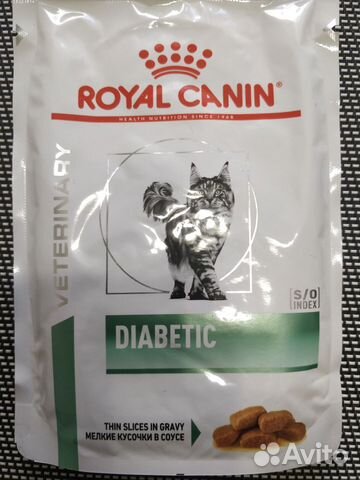 ROYAL CANIN
HEALTH NUTRITION SINCE 1968
VETERINARY
S/O
INDEX
DIABETIC
THIN SLICES IN GRAVY
МЕЛКИЕ КУСОЧКИ В СОУСЕ
Avito